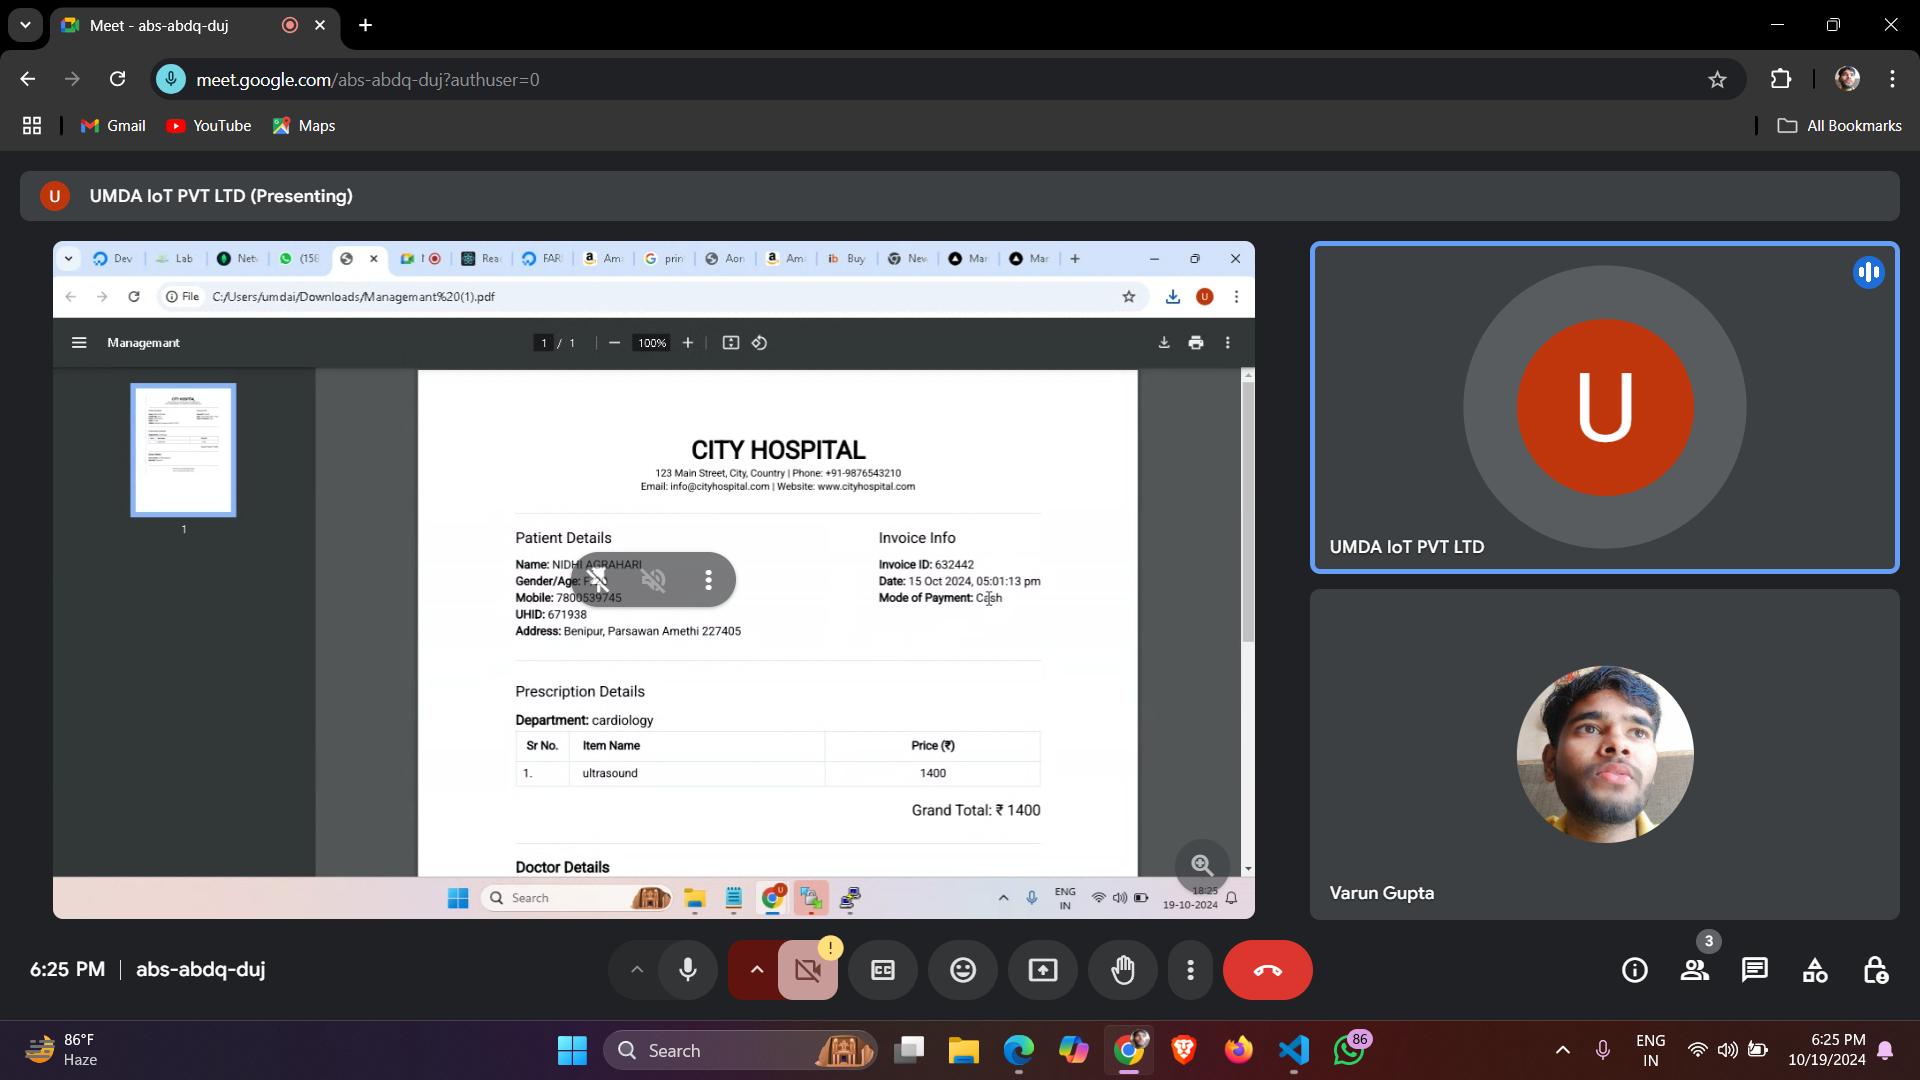 Meet - abs-abdq-duj
meet.google.com/abs-abdq-duj?authuser=0
Gmail
YouTube
Maps
All Bookmarks
U
UMDA IoT PVT LTD (Presenting)
Dev
Lab
(158
Rea
FAR
Am
prin
Aon
Am
ib Buy
Nev
Mar
Mar
File
C:/Users/umdai/Downloads/Managemant%20(1).pdf
U
Managemant
1 / 1
100%
1
CITY HOSPITAL
123 Main Street, City, Country | Phone: +91-9876543210
Email: info@cityhospital.com | Website: www.cityhospital.com
Patient Details
Name: NIDHI AGRAHARI
Gender/Age:
Mobile: 7800539745
UHID: 671938
Address: Benipur, Parsawan Amethi 227405
Invoice Info
Invoice ID: 632442
Date: 15 Oct 2024, 05:01:13 pm
Mode of Payment: Cash
Prescription Details
Department: cardiology
Sr No. Item Name Price (₹)
1. ultrasound 1400
Grand Total: ₹ 1400
Doctor Details
Search
ENG
IN
18:25
19-10-2024
U
UMDA IoT PVT LTD
Varun Gupta
6:25 PM
abs-abdq-duj
!
3
86°F
Haze
Search
86
ENG
IN
6:25 PM
10/19/2024